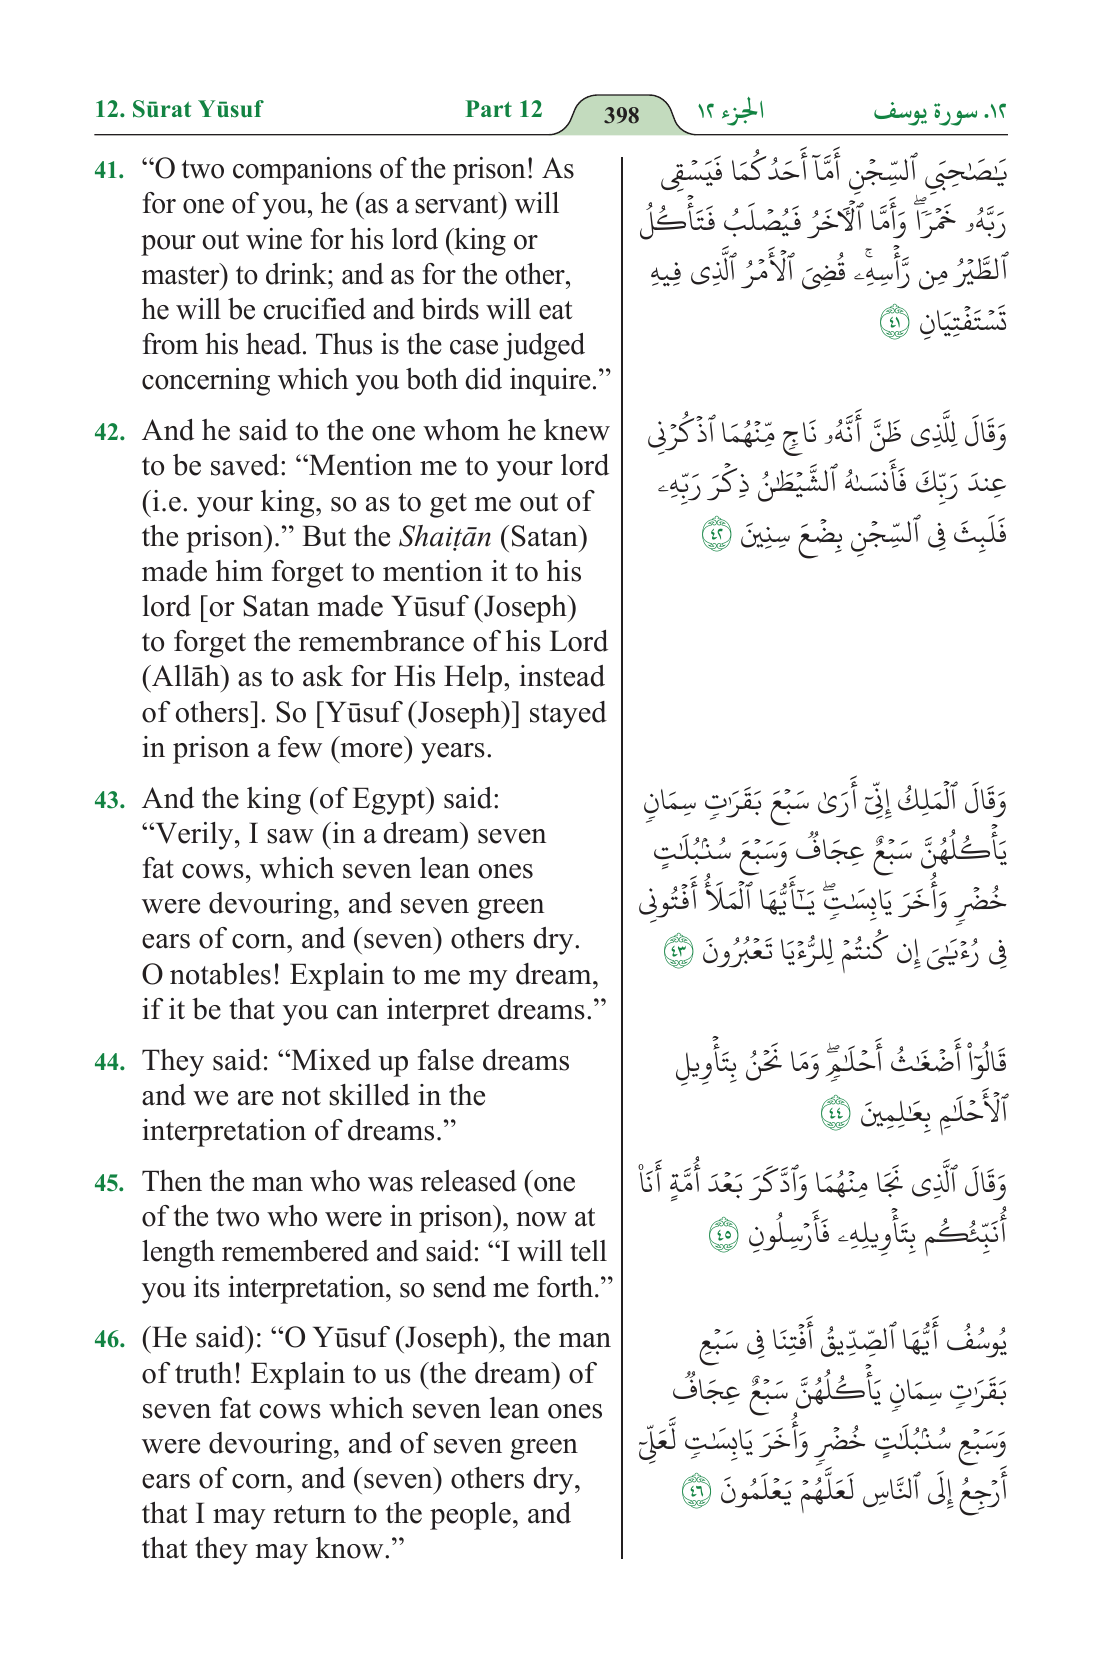 12. Sūrat Yūsuf
Part 12
398
الجزء ١٢
١٢. سورة يوسف
41. “O two companions of the prison! As
for one of you, he (as a servant) will
pour out wine for his lord (king or
master) to drink; and as for the other,
he will be crucified and birds will eat
from his head. Thus is the case judged
concerning which you both did inquire.”
يَـٰصَـٰحِبَىِ ٱلسِّجْنِ أَمَّآ أَحَدُكُمَا فَيَسْقِى
رَبَّهُۥ خَمْرًا ۖ وَأَمَّا ٱلْـَٔاخَرُ فَيُصْلَبُ فَتَأْكُلُ
ٱلطَّيْرُ مِن رَّأْسِهِۦ ۚ قُضِىَ ٱلْأَمْرُ ٱلَّذِى فِيهِ
تَسْتَفْتِيَانِ ٤١
42. And he said to the one whom he knew
to be saved: “Mention me to your lord
(i.e. your king, so as to get me out of
the prison).” But the Shaiṭān (Satan)
made him forget to mention it to his
lord [or Satan made Yūsuf (Joseph)
to forget the remembrance of his Lord
(Allāh) as to ask for His Help, instead
of others]. So [Yūsuf (Joseph)] stayed
in prison a few (more) years.
وَقَالَ لِلَّذِى ظَنَّ أَنَّهُۥ نَاجٍ مِّنْهُمَا ٱذْكُرْنِى
عِندَ رَبِّكَ فَأَنسَىٰهُ ٱلشَّيْطَـٰنُ ذِكْرَ رَبِّهِۦ
فَلَبِثَ فِى ٱلسِّجْنِ بِضْعَ سِنِينَ ٤٢
43. And the king (of Egypt) said:
“Verily, I saw (in a dream) seven
fat cows, which seven lean ones
were devouring, and seven green
ears of corn, and (seven) others dry.
O notables! Explain to me my dream,
if it be that you can interpret dreams.”
وَقَالَ ٱلْمَلِكُ إِنِّىٓ أَرَىٰ سَبْعَ بَقَرَٰتٍ سِمَانٍ
يَأْكُلُهُنَّ سَبْعٌ عِجَافٌ وَسَبْعَ سُنۢبُلَـٰتٍ
خُضْرٍ وَأُخَرَ يَابِسَـٰتٍ ۖ يَـٰٓأَيُّهَا ٱلْمَلَأُ أَفْتُونِى
فِى رُءْيَـٰىَ إِن كُنتُمْ لِلرُّءْيَا تَعْبُرُونَ ٤٣
44. They said: “Mixed up false dreams
and we are not skilled in the
interpretation of dreams.”
قَالُوٓا۟ أَضْغَـٰثُ أَحْلَـٰمٍ ۖ وَمَا نَحْنُ بِتَأْوِيلِ
ٱلْأَحْلَـٰمِ بِعَـٰلِمِينَ ٤٤
45. Then the man who was released (one
of the two who were in prison), now at
length remembered and said: “I will tell
you its interpretation, so send me forth.”
وَقَالَ ٱلَّذِى نَجَا مِنْهُمَا وَٱدَّكَرَ بَعْدَ أُمَّةٍ أَنَا۠
أُنَبِّئُكُم بِتَأْوِيلِهِۦ فَأَرْسِلُونِ ٤٥
46. (He said): “O Yūsuf (Joseph), the man
of truth! Explain to us (the dream) of
seven fat cows which seven lean ones
were devouring, and of seven green
ears of corn, and (seven) others dry,
that I may return to the people, and
that they may know.”
يُوسُفُ أَيُّهَا ٱلصِّدِّيقُ أَفْتِنَا فِى سَبْعِ
بَقَرَٰتٍ سِمَانٍ يَأْكُلُهُنَّ سَبْعٌ عِجَافٌ
وَسَبْعِ سُنۢبُلَـٰتٍ خُضْرٍ وَأُخَرَ يَابِسَـٰتٍ لَّعَلِّىٓ
أَرْجِعُ إِلَى ٱلنَّاسِ لَعَلَّهُمْ يَعْلَمُونَ ٤٦